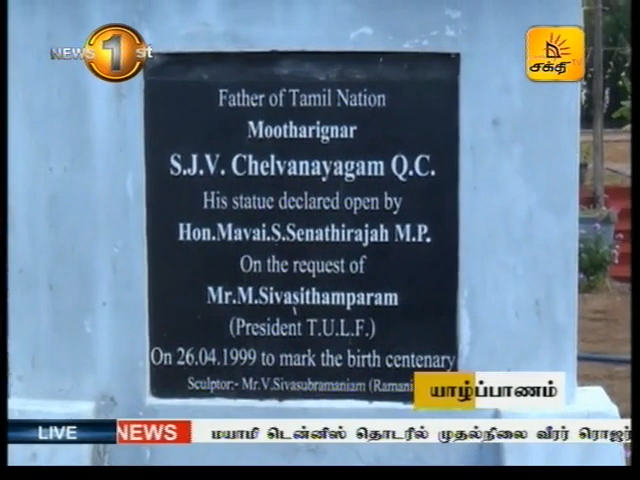 NEWS 1st
சக்தி TV
Father of Tamil Nation
Mootharignar
S.J.V. Chelvanayagam Q.C.
His statue declared open by
Hon.Mavai.S.Senathirajah M.P.
On the request of
Mr.M.Sivasithamparam
(President T.U.L.F.)
On 26.04.1999 to mark the birth centenary
Sculptor:- Mr.V.Sivasubramaniam (Ramani
யாழ்ப்பாணம்
LIVE NEWS மயாமி டென்னிஸ் தொடரில் முதல்நிலை வீரர் ரொஜர்